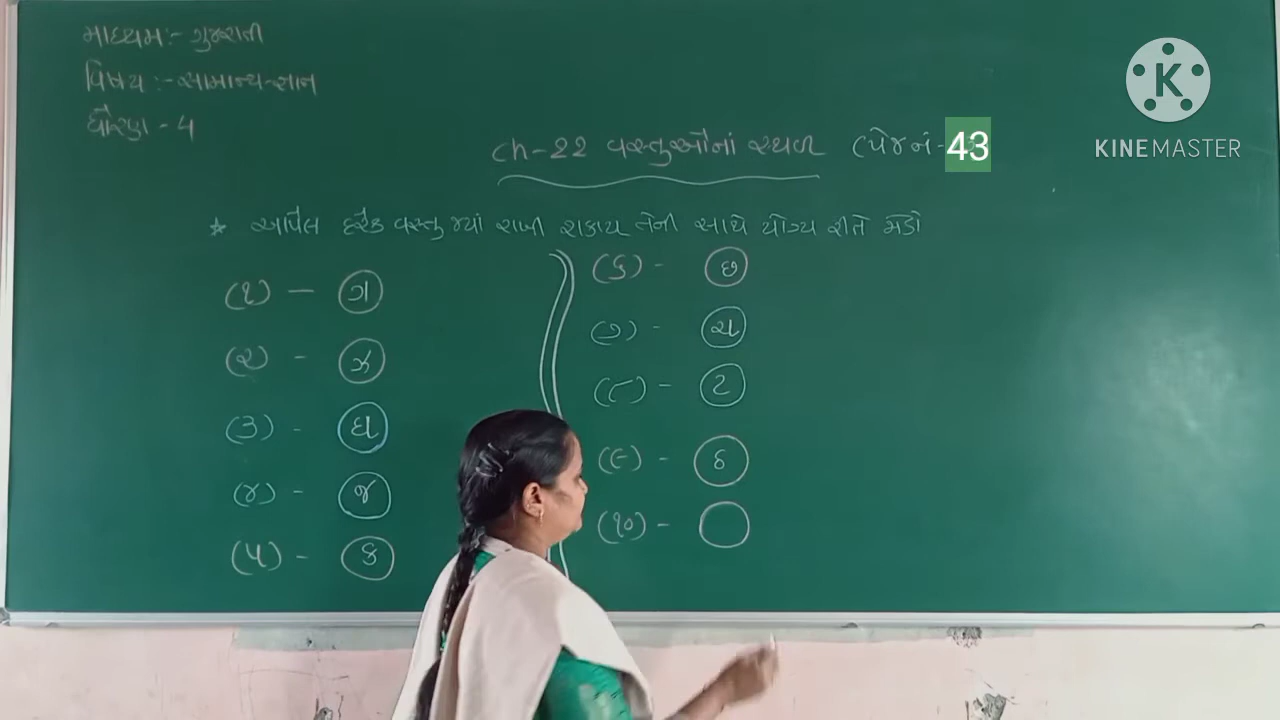 માધ્યમ:- ગુજરાતી
વિષય:- સામાન્ય-જ્ઞાન
ધોરણ - 4
Ch-22 વસ્તુઓનાં સ્થળ (પેજનં- 43
* આપેલ દરેક વસ્તુ જ્યાં રાખી શકાય તેની સાથે યોગ્ય રીતે જોડો
(૧) - ગ
(૨) - ઝ
(૩) - ઘ
(૪) - જ
(૫) - ક
(૬) - છ
(૭) - ચ
(૮) - ટ
(૯) - ઠ
(૧૦) -
KINEMASTER